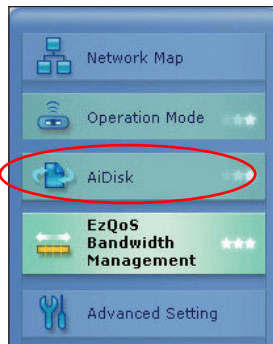 Network Map
Operation Mode
AiDisk
EzQoS
Bandwidth
Management
Advanced Setting